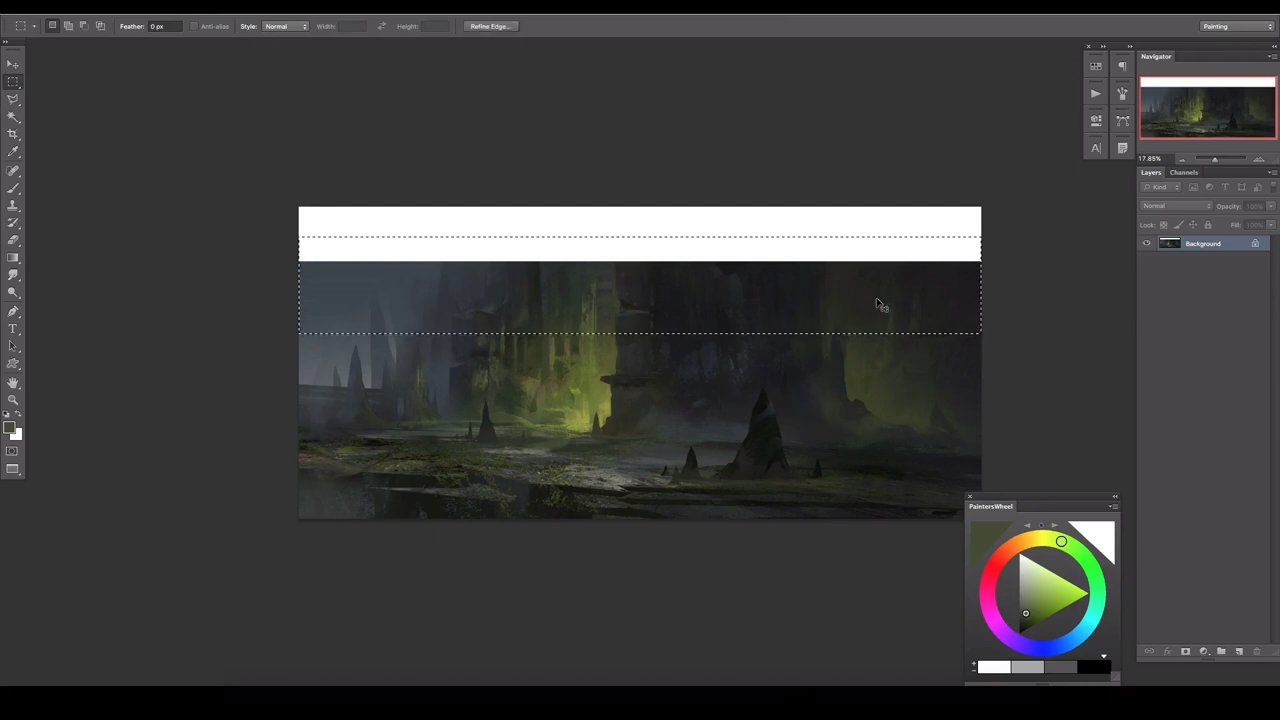 Feather: 0 px Anti-alias Style: Normal Width: Height: Refine Edge... Painting
Navigator
17.85%
Layers Channels
Kind
Normal Opacity: 100%
Lock: Fill: 100%
Background
PaintersWheel